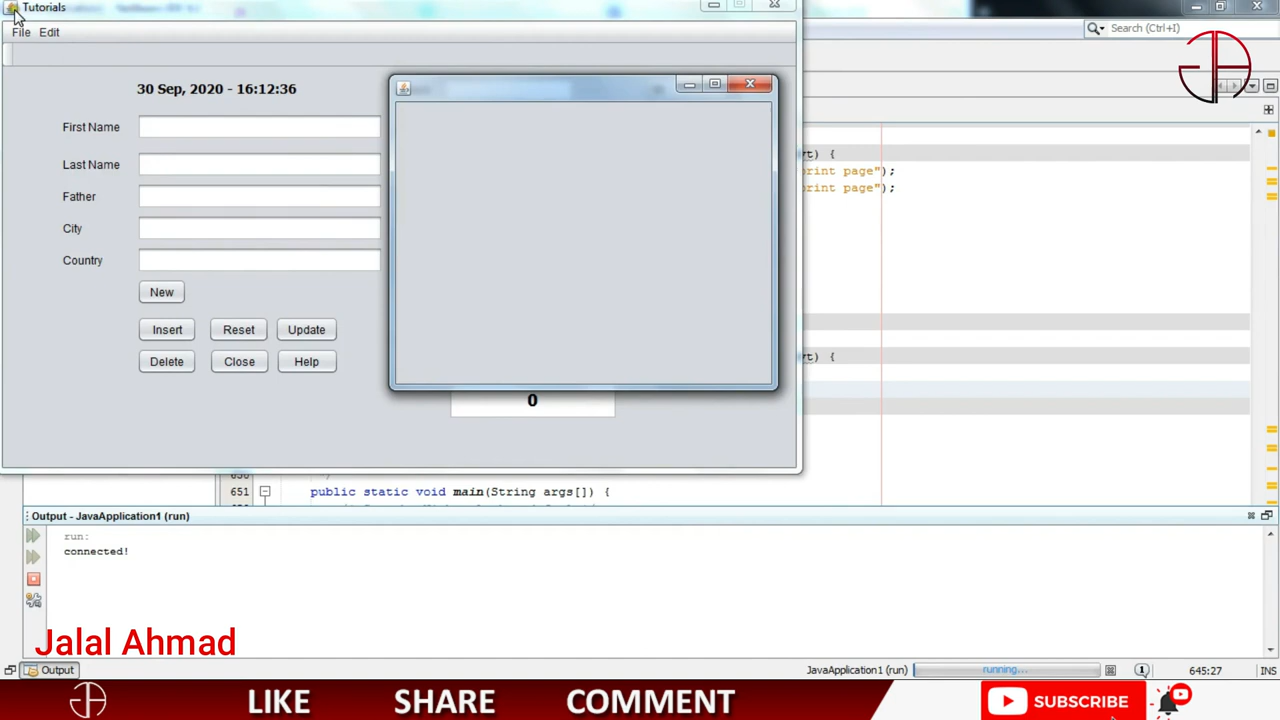 Tutorials
File Edit
Search (Ctrl+I)
30 Sep, 2020 - 16:12:36
First Name
Last Name
Father
City
Country
New
Insert Reset Update
Delete Close Help
0
) {
print page");
print page");
) {
651 public static void main(String args[]) {
Output - JavaApplication1 (run)
run:
connected!
Jalal Ahmad
Output
JavaApplication1 (run) running... 1 645:27 INS
LIKE SHARE COMMENT SUBSCRIBE